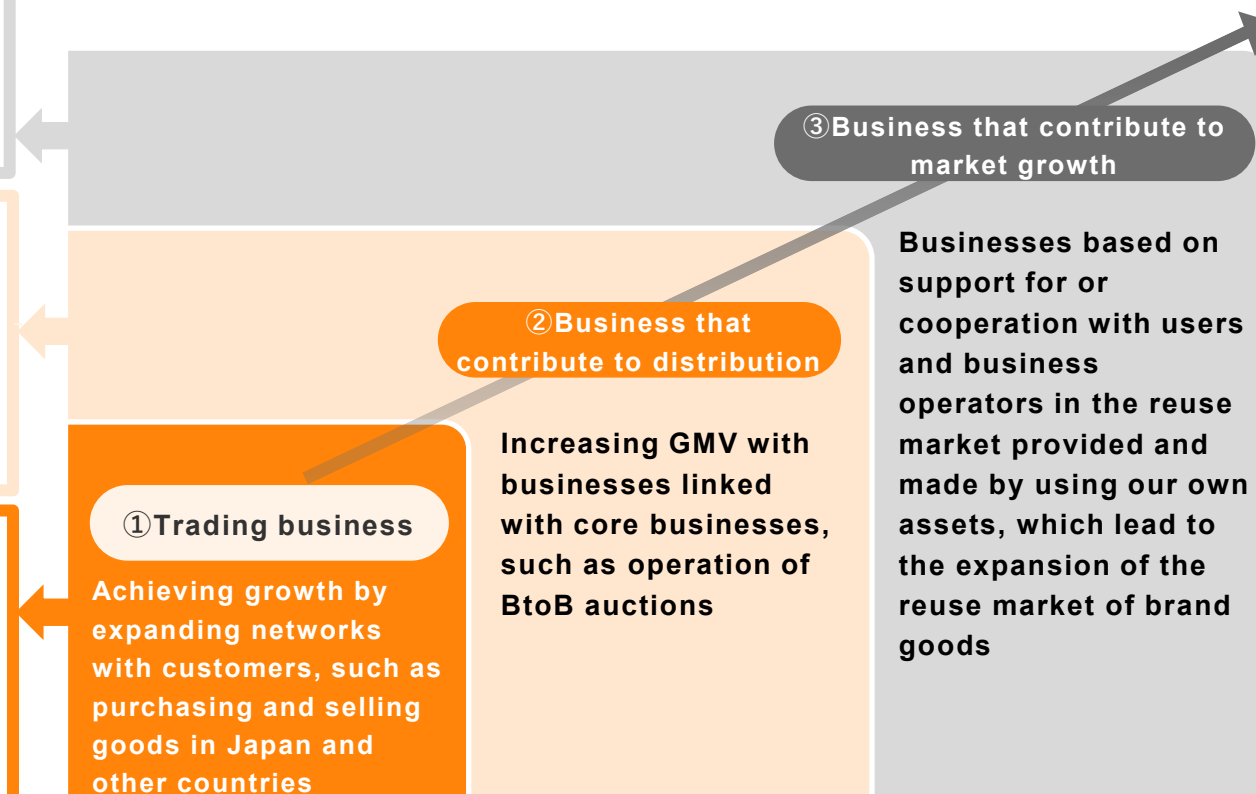 ①Trading business
Achieving growth by
expanding networks
with customers, such as
purchasing and selling
goods in Japan and
other countries
②Business that
contribute to distribution
Increasing GMV with
businesses linked
with core businesses,
such as operation of
BtoB auctions
③Business that contribute to
market growth
Businesses based on
support for or
cooperation with users
and business
operators in the reuse
market provided and
made by using our own
assets, which lead to
the expansion of the
reuse market of brand
goods